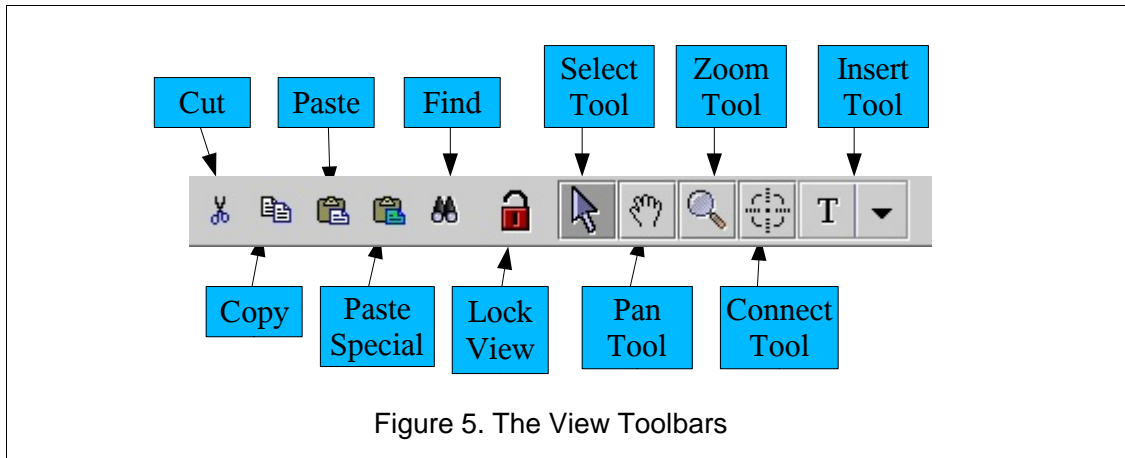 Cut
Paste
Find
Select
Tool
Zoom
Tool
Insert
Tool
T
Copy
Paste
Special
Lock
View
Pan
Tool
Connect
Tool
Figure 5. The View Toolbars